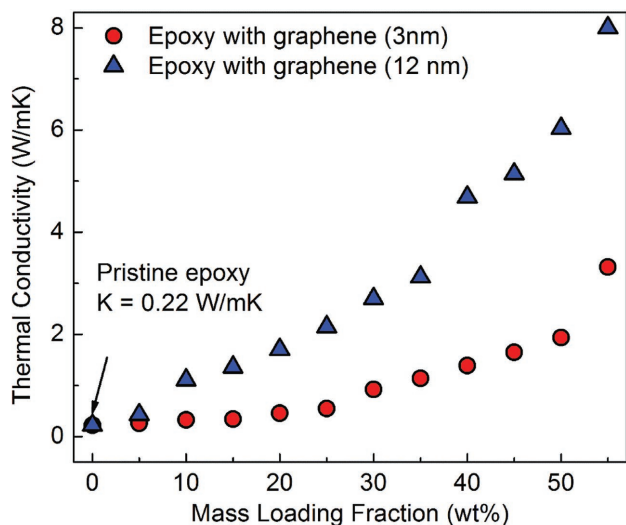 Epoxy with graphene (3nm)
Epoxy with graphene (12 nm)
Thermal Conductivity (W/mK)
8
6
4
2
0
Pristine epoxy
K = 0.22 W/mK
0 10 20 30 40 50
Mass Loading Fraction (wt%)